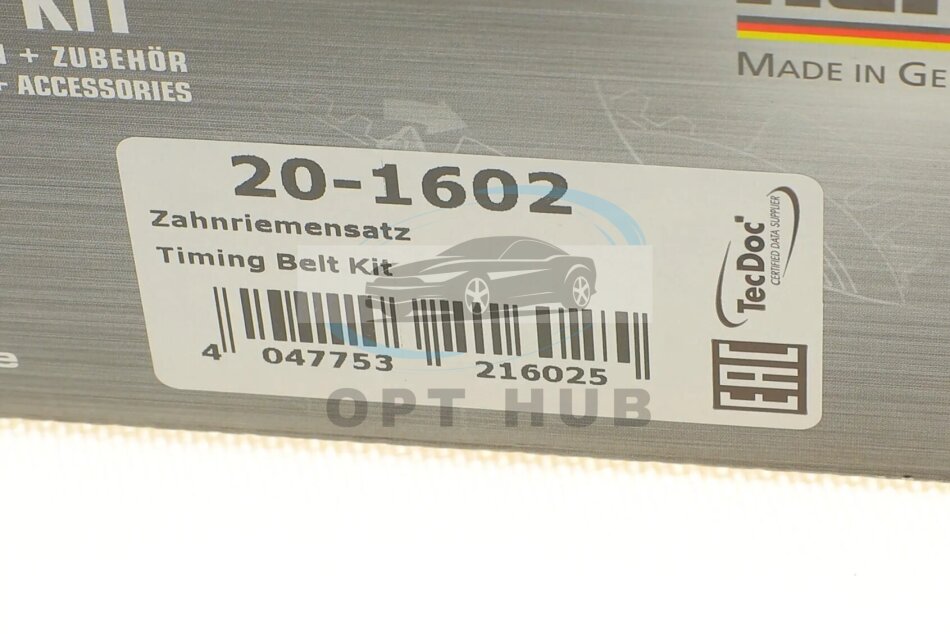 KIT
+ ZUBEHÖR
+ ACCESSORIES
MADE IN GE
20-1602
Zahnriemensatz
Timing Belt Kit
4 047753 216025
TecDoc
CERTIFIED DATA SUPPLIER
EAC
OPT HUB